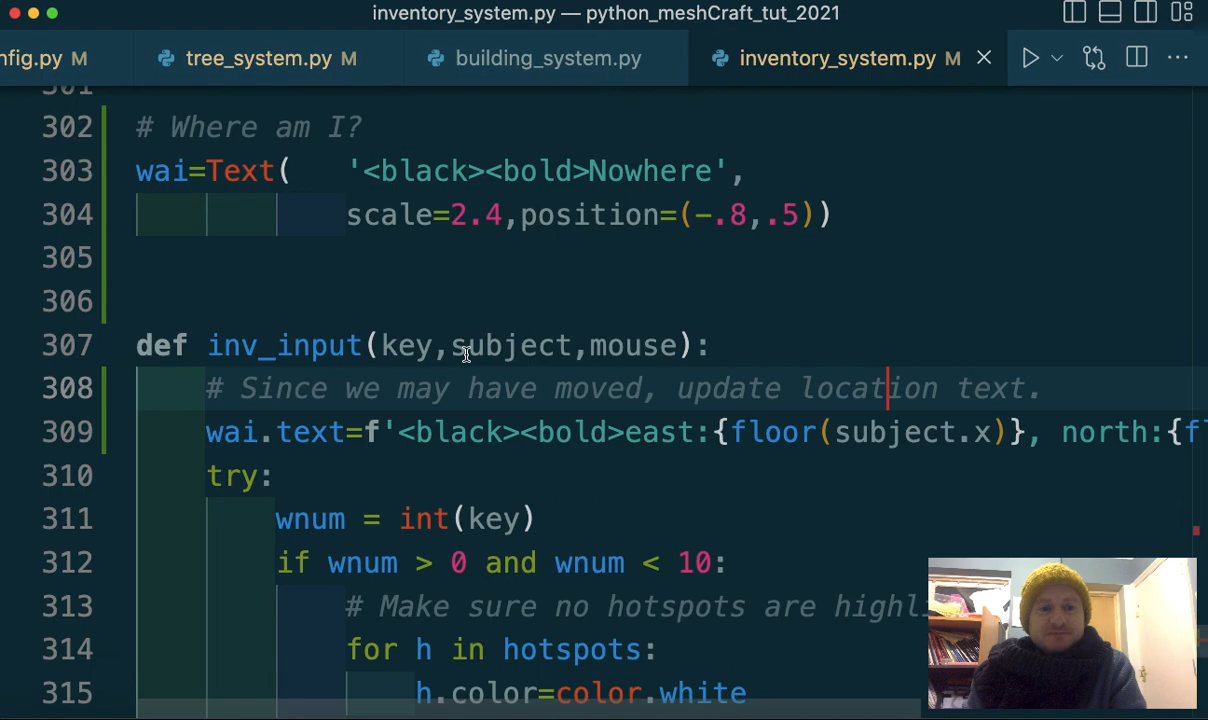 inventory_system.py — python_meshCraft_tut_2021
nfig.py M tree_system.py M building_system.py inventory_system.py M
301
302 # Where am I?
303 wai=Text( '<black><bold>Nowhere',
304 scale=2.4,position=(-.8,.5))
305
306
307 def inv_input(key,subject,mouse):
308 # Since we may have moved, update location text.
309 wai.text=f'<black><bold>east:{floor(subject.x)}, north:{f
310 try:
311 wnum = int(key)
312 if wnum > 0 and wnum < 10:
313 # Make sure no hotspots are highl
314 for h in hotspots:
315 h.color=color.white